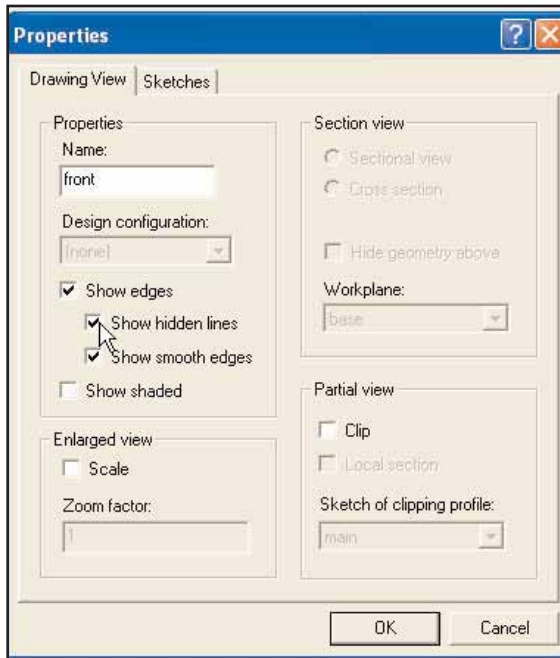 Properties
Drawing View
Sketches
Properties
Name:
front
Design configuration:
(none)
Show edges
Show hidden lines
Show smooth edges
Show shaded
Enlarged view
Scale
Zoom factor:
1
Section view
Sectional view
Cross section
Hide geometry above
Workplane:
base
Partial view
Clip
Local section
Sketch of clipping profile:
main
OK
Cancel